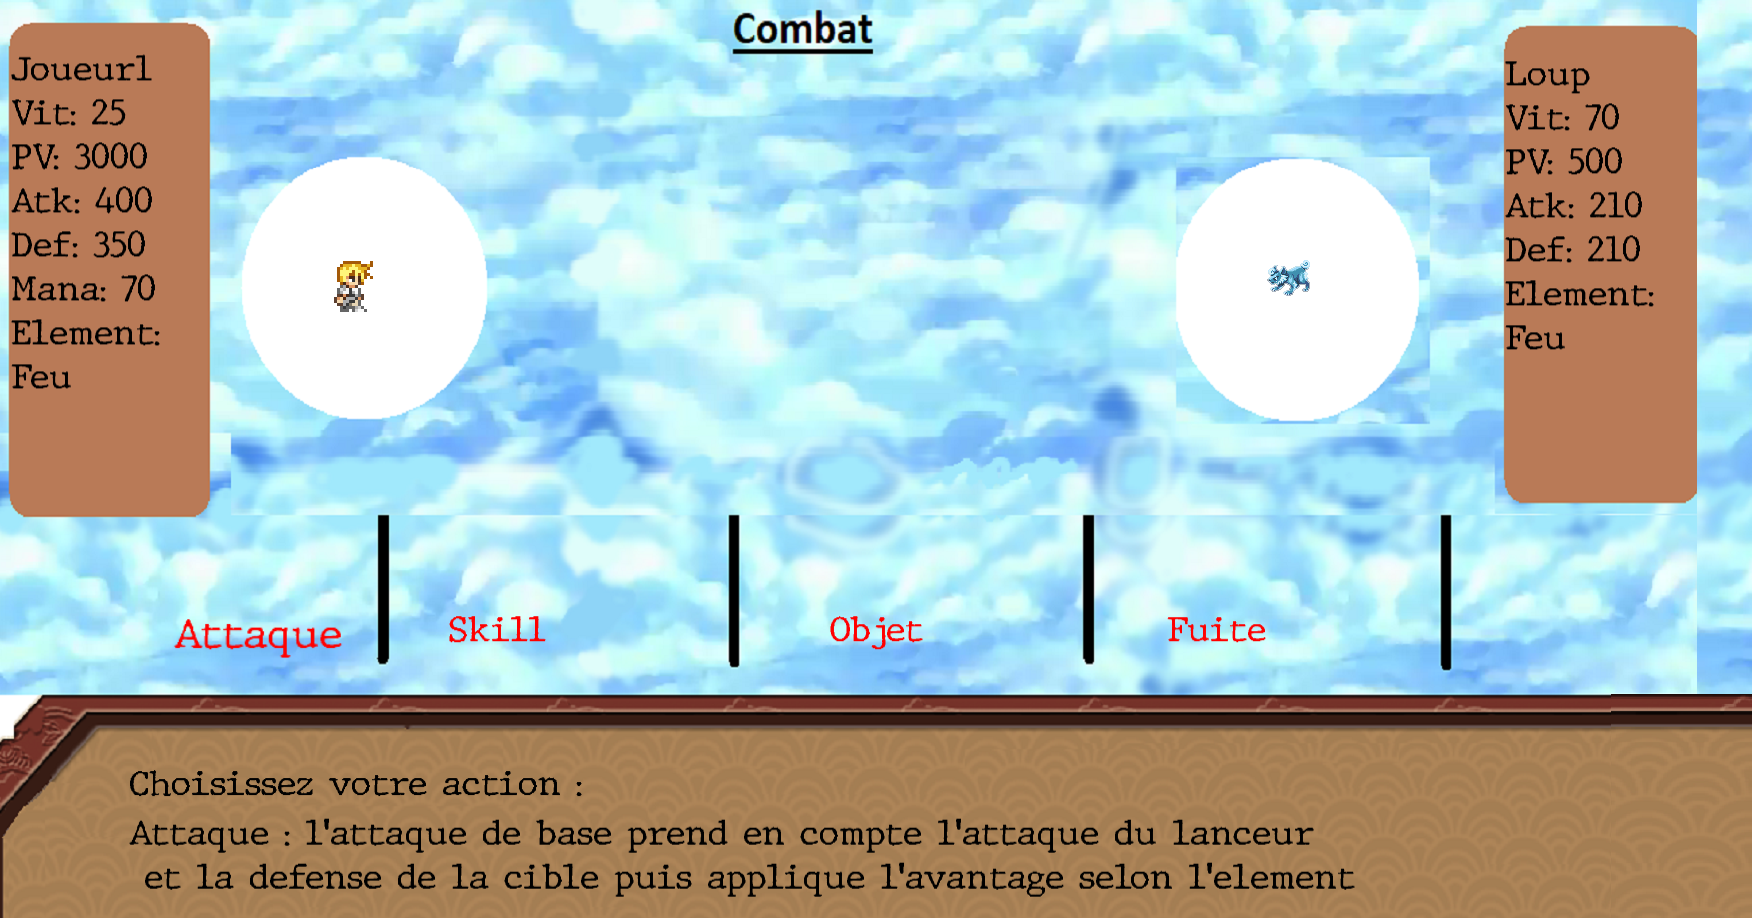 Combat
Joueur1
Vit: 25
PV: 3000
Atk: 400
Def: 350
Mana: 70
Element:
Feu
Loup
Vit: 70
PV: 500
Atk: 210
Def: 210
Element:
Feu
Attaque
Skill
Objet
Fuite
Choisissez votre action :
Attaque : l'attaque de base prend en compte l'attaque du lanceur
et la defense de la cible puis applique l'avantage selon l'element